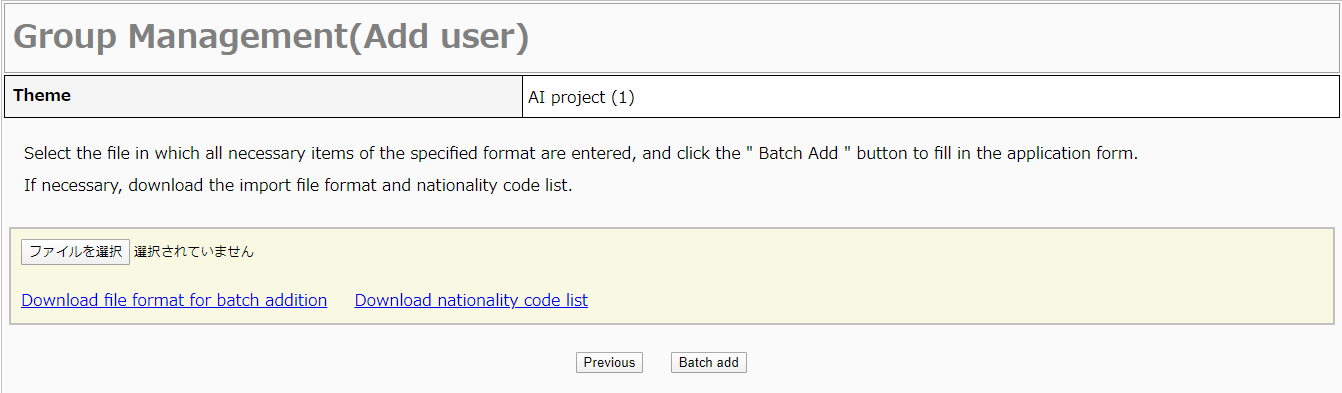 Group Management(Add user)
Theme
AI project (1)
Select the file in which all necessary items of the specified format are entered, and click the " Batch Add " button to fill in the application form.
If necessary, download the import file format and nationality code list.
ファイルを選択 選択されていません
Download file format for batch addition Download nationality code list
Previous Batch add